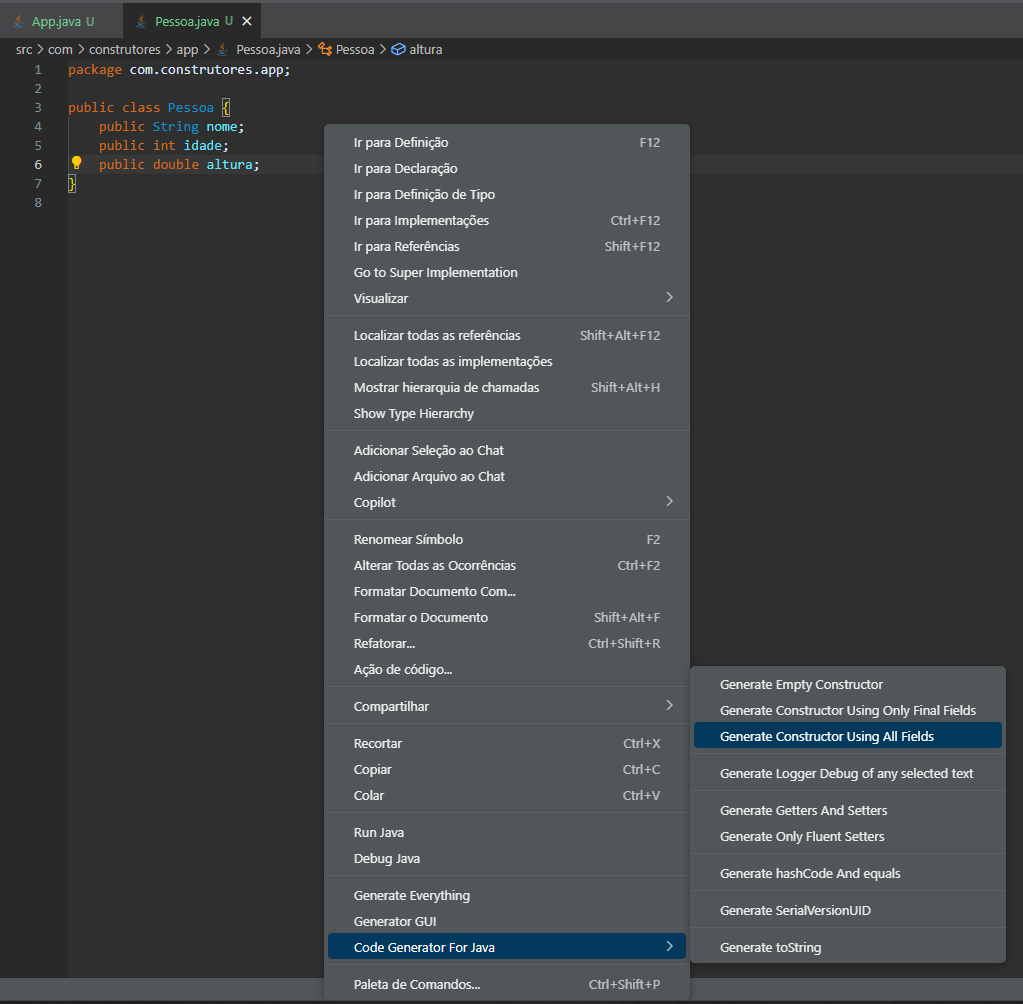 App.java U
Pessoa.java U
src > com > construtores > app > Pessoa.java > Pessoa > altura
1 package com.construtores.app;
2
3 public class Pessoa {
4 public String nome;
5 public int idade;
6 public double altura;
7 }
8
Ir para Definição F12
Ir para Declaração
Ir para Definição de Tipo
Ir para Implementações Ctrl+F12
Ir para Referências Shift+F12
Go to Super Implementation
Visualizar
Localizar todas as referências Shift+Alt+F12
Localizar todas as implementações
Mostrar hierarquia de chamadas Shift+Alt+H
Show Type Hierarchy
Adicionar Seleção ao Chat
Adicionar Arquivo ao Chat
Copilot
Renomear Símbolo F2
Alterar Todas as Ocorrências Ctrl+F2
Formatar Documento Com...
Formatar o Documento Shift+Alt+F
Refatorar... Ctrl+Shift+R
Ação de código...
Compartilhar
Recortar Ctrl+X
Copiar Ctrl+C
Colar Ctrl+V
Run Java
Debug Java
Generate Everything
Generator GUI
Code Generator For Java
Paleta de Comandos... Ctrl+Shift+P
Generate Empty Constructor
Generate Constructor Using Only Final Fields
Generate Constructor Using All Fields
Generate Logger Debug of any selected text
Generate Getters And Setters
Generate Only Fluent Setters
Generate hashCode And equals
Generate SerialVersionUID
Generate toString